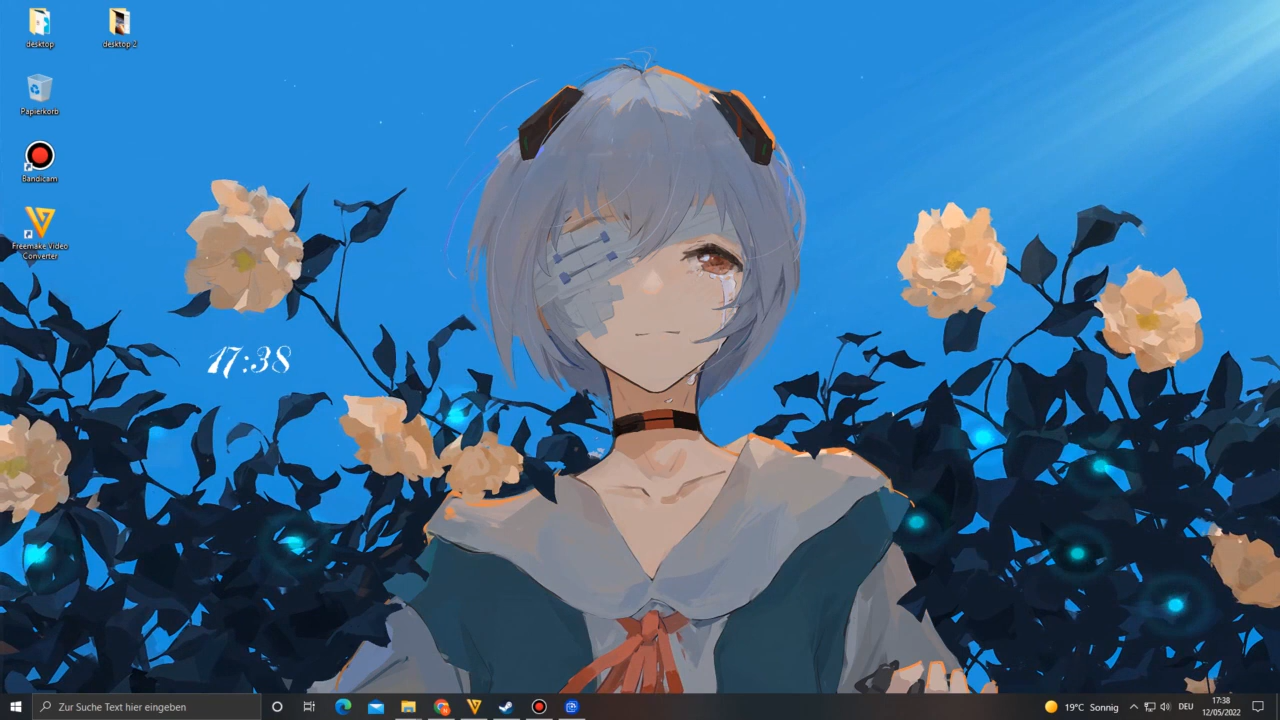 desktop
desktop 2
Papierkorb
Bandicam
Freemake Video
Converter
17:38
Zur Suche Text hier eingeben
19°C Sonnig
DEU
17:38
12/05/2022